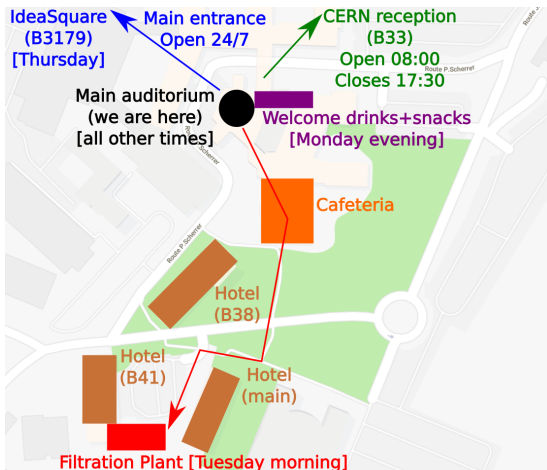 IdeaSquare
(B3179)
[Thursday]
Main entrance
Open 24/7
CERN reception
(B33)
Open 08:00
Closes 17:30
Route P.Scherrer
Main auditorium
(we are here)
[all other times]
Welcome drinks+snacks
[Monday evening]
Route P.Scherrer
Cafeteria
Route P.Scherrer
Hotel
(B38)
Hotel
(B41)
Hotel
(main)
Filtration Plant [Tuesday morning]